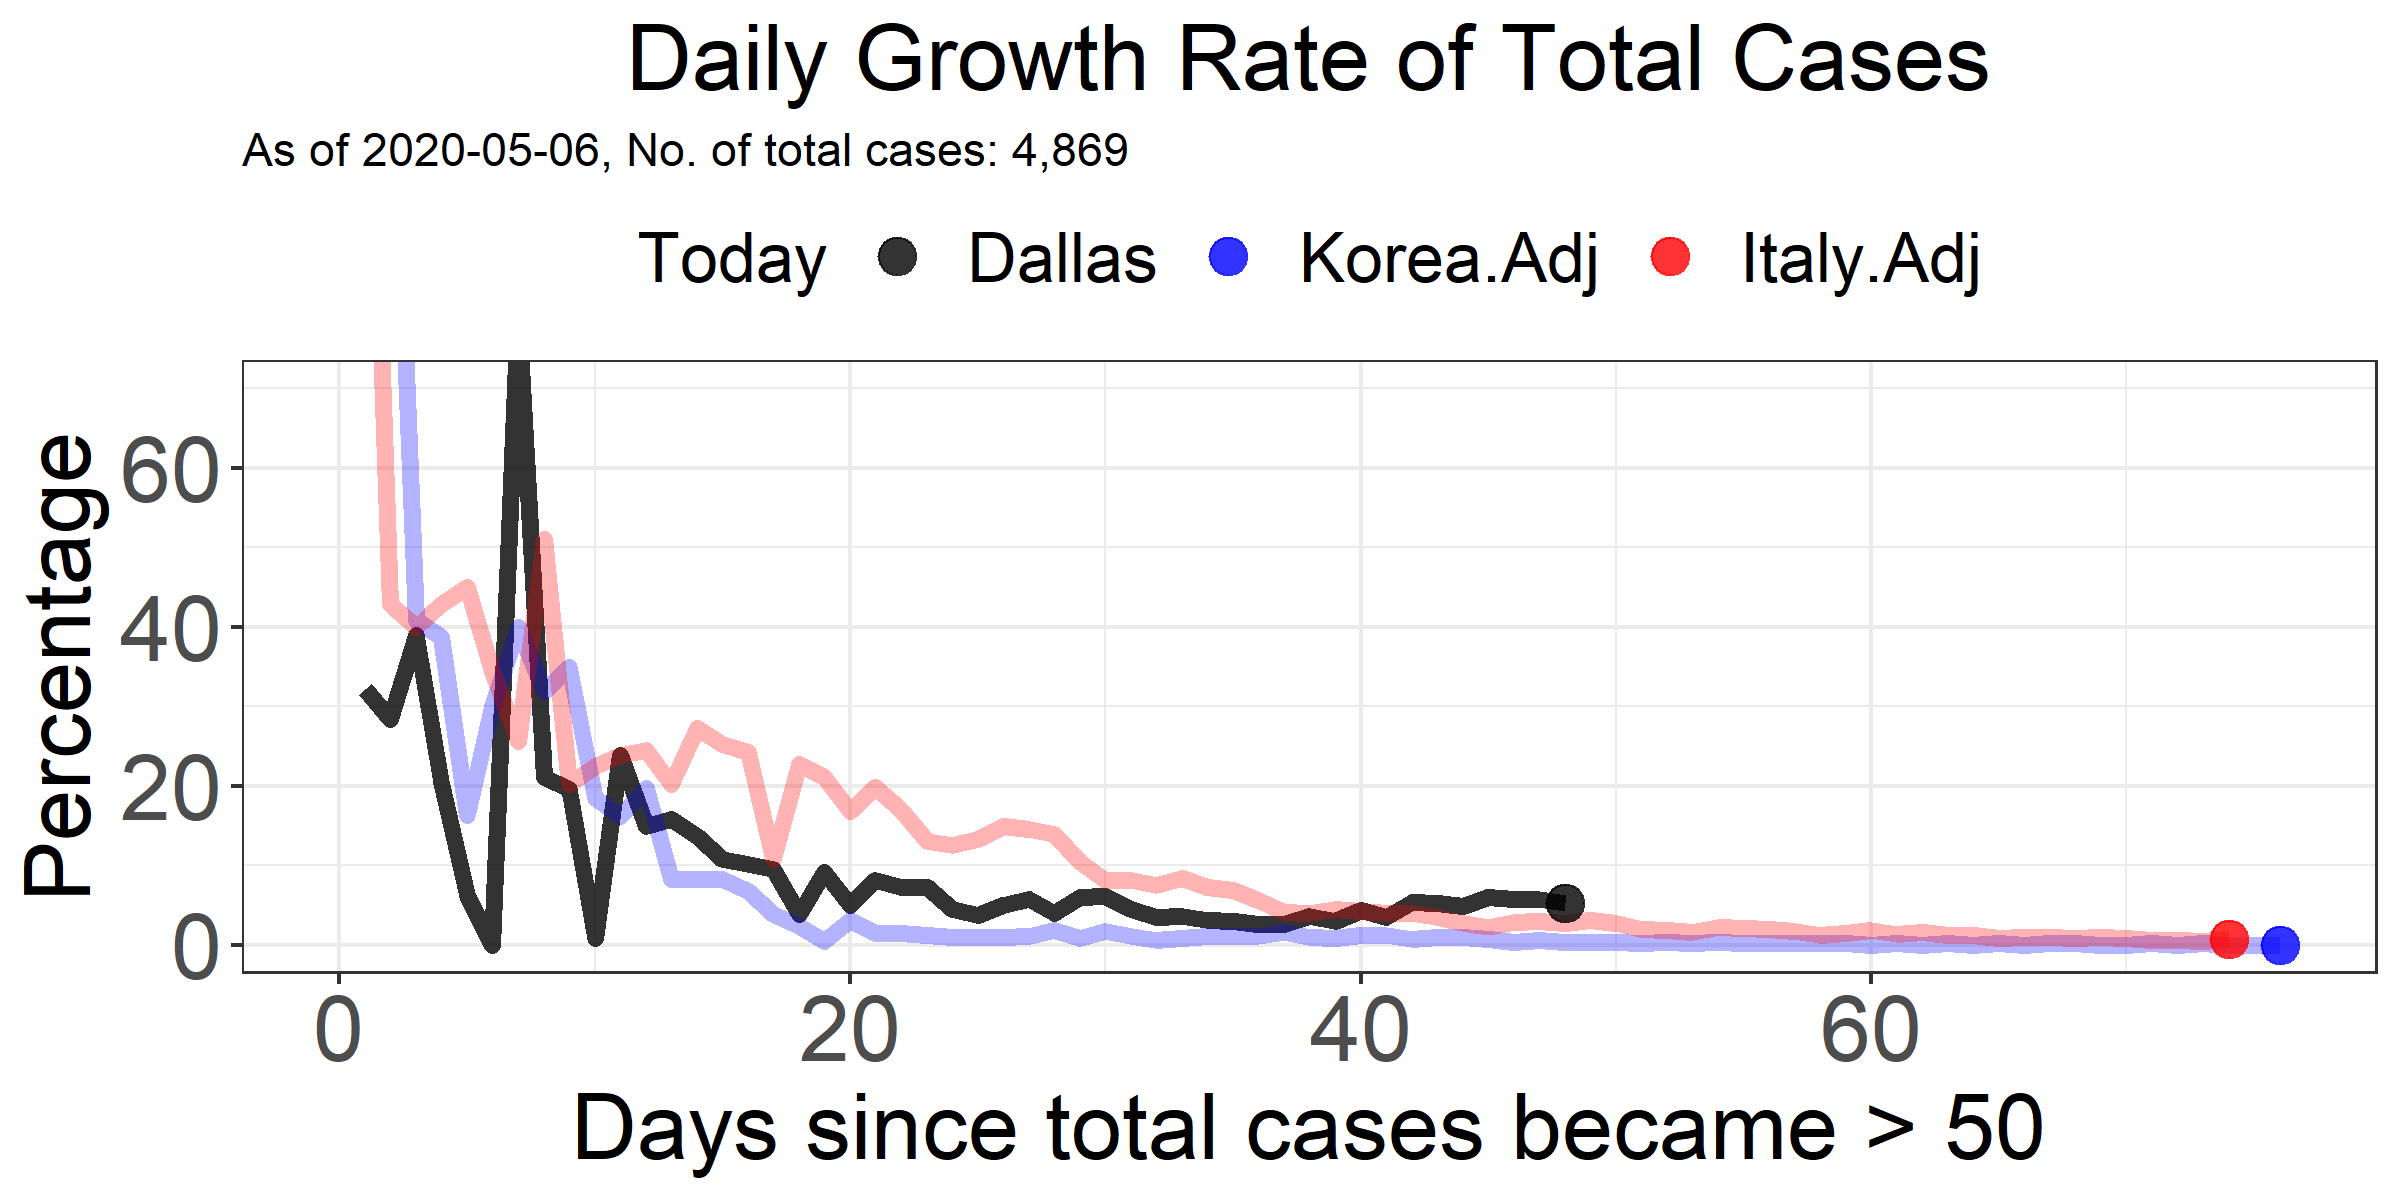 Daily Growth Rate of Total Cases
As of 2020-05-06, No. of total cases: 4,869
Today Dallas Korea.Adj Italy.Adj
Percentage
60
40
20
0
0 20 40 60
Days since total cases became > 50